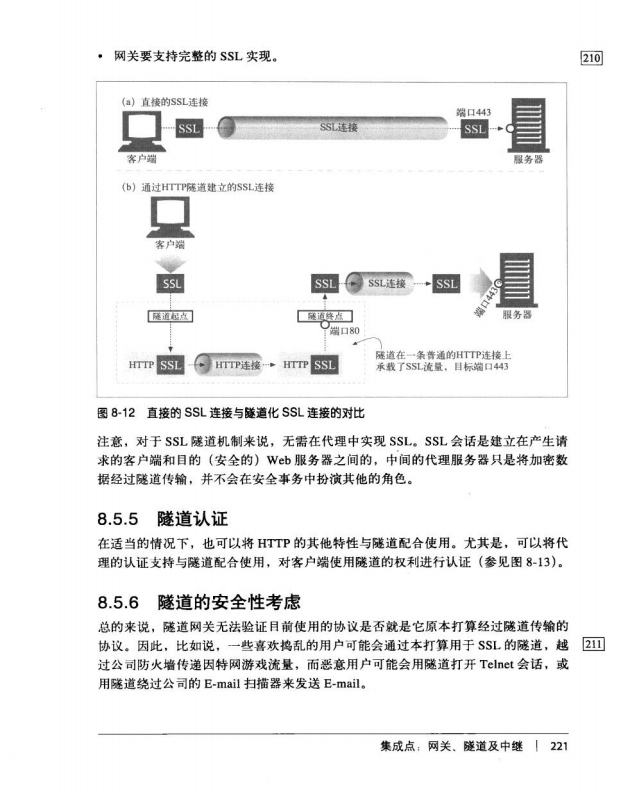 • 网关要支持完整的 SSL 实现。
210
(a) 直接的SSL连接
端口443
SSL
SSL连接
SSL
客户端
服务器
(b) 通过HTTP隧道建立的SSL连接
客户端
SSL
SSL
SSL连接
SSL
端口443
服务器
隧道起点
隧道终点
端口80
HTTP SSL
HTTP连接
HTTP SSL
隧道在一条普通的HTTP连接上
承载了SSL流量，目标端口443
图 8-12 直接的 SSL 连接与隧道化 SSL 连接的对比
注意，对于 SSL 隧道机制来说，无需在代理中实现 SSL。SSL 会话是建立在产生请
求的客户端和目的（安全的）Web 服务器之间的，中间的代理服务器只是将加密数
据经过隧道传输，并不会在安全事务中扮演其他的角色。
8.5.5 隧道认证
在适当的情况下，也可以将 HTTP 的其他特性与隧道配合使用。尤其是，可以将代
理的认证支持与隧道配合使用，对客户端使用隧道的权利进行认证（参见图 8-13）。
8.5.6 隧道的安全性考虑
总的来说，隧道网关无法验证目前使用的协议是否就是它原本打算经过隧道传输的
协议。因此，比如说，一些喜欢捣乱的用户可能会通过本打算用于 SSL 的隧道，越
211
过公司防火墙传递因特网游戏流量，而恶意用户可能会用隧道打开 Telnet 会话，或
用隧道绕过公司的 E-mail 扫描器来发送 E-mail。
集成点：网关、隧道及中继 | 221